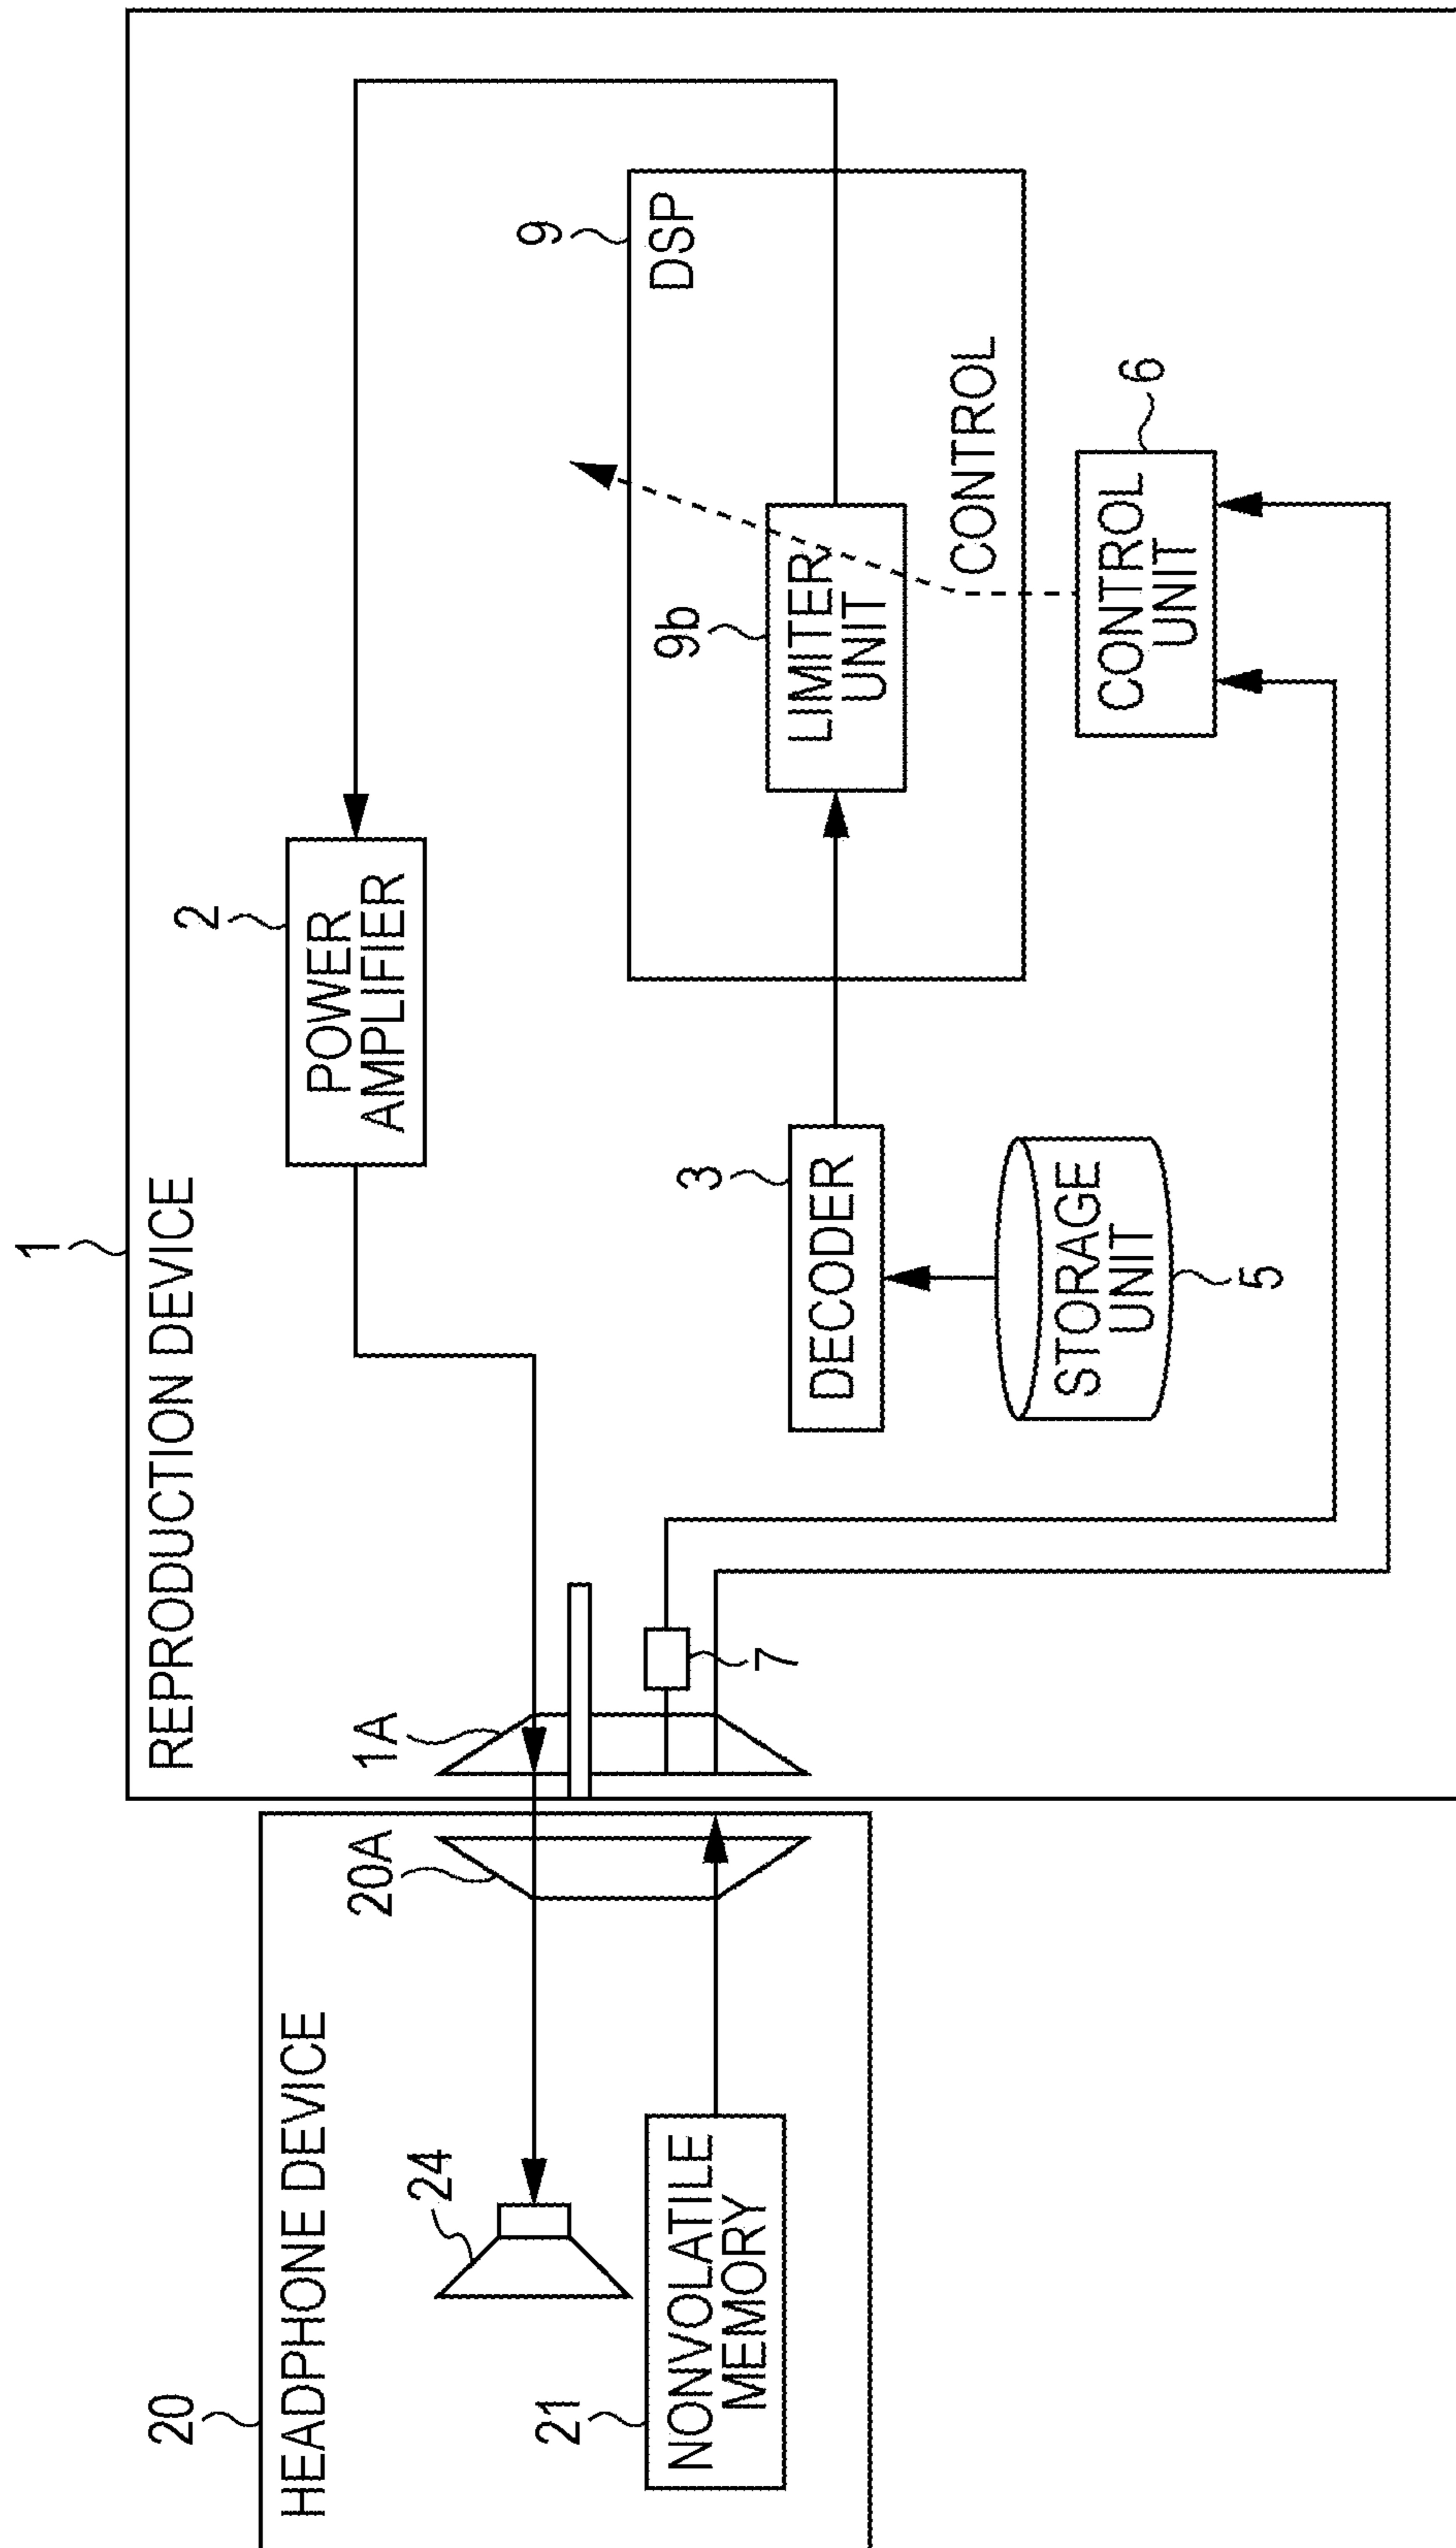 1
REPRODUCTION DEVICE
20
HEADPHONE DEVICE
2
POWER
AMPLIFIER
1A
20A
24
9
DSP
21
NONVOLATILE
MEMORY
7
3
DECODER
9b
LIMITER
UNIT
CONTROL
STORAGE
UNIT
5
6
CONTROL
UNIT